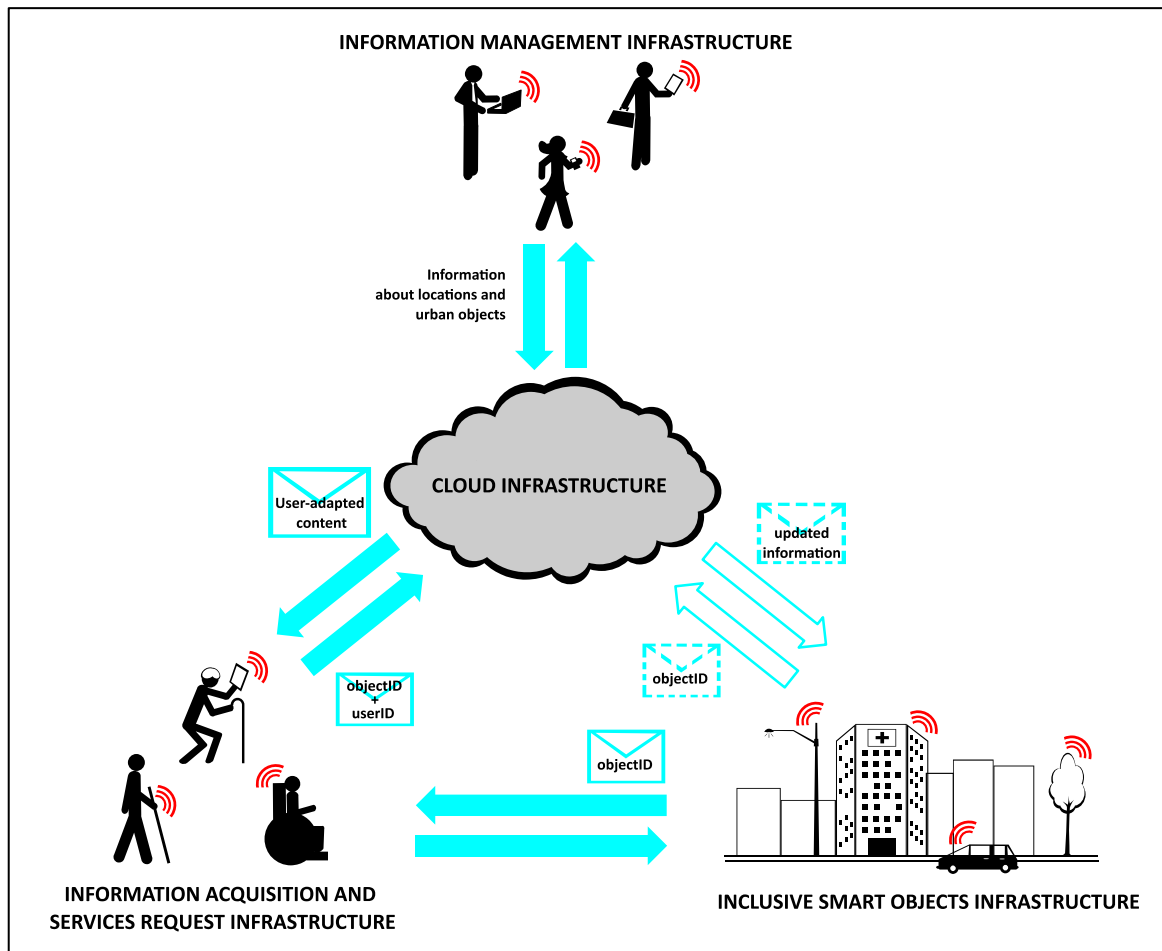 INFORMATION MANAGEMENT INFRASTRUCTURE
Information
about locations and
urban objects
CLOUD INFRASTRUCTURE
User-adapted
content
updated
information
objectID
+
userID
objectID
objectID
INFORMATION ACQUISITION AND
SERVICES REQUEST INFRASTRUCTURE
INCLUSIVE SMART OBJECTS INFRASTRUCTURE